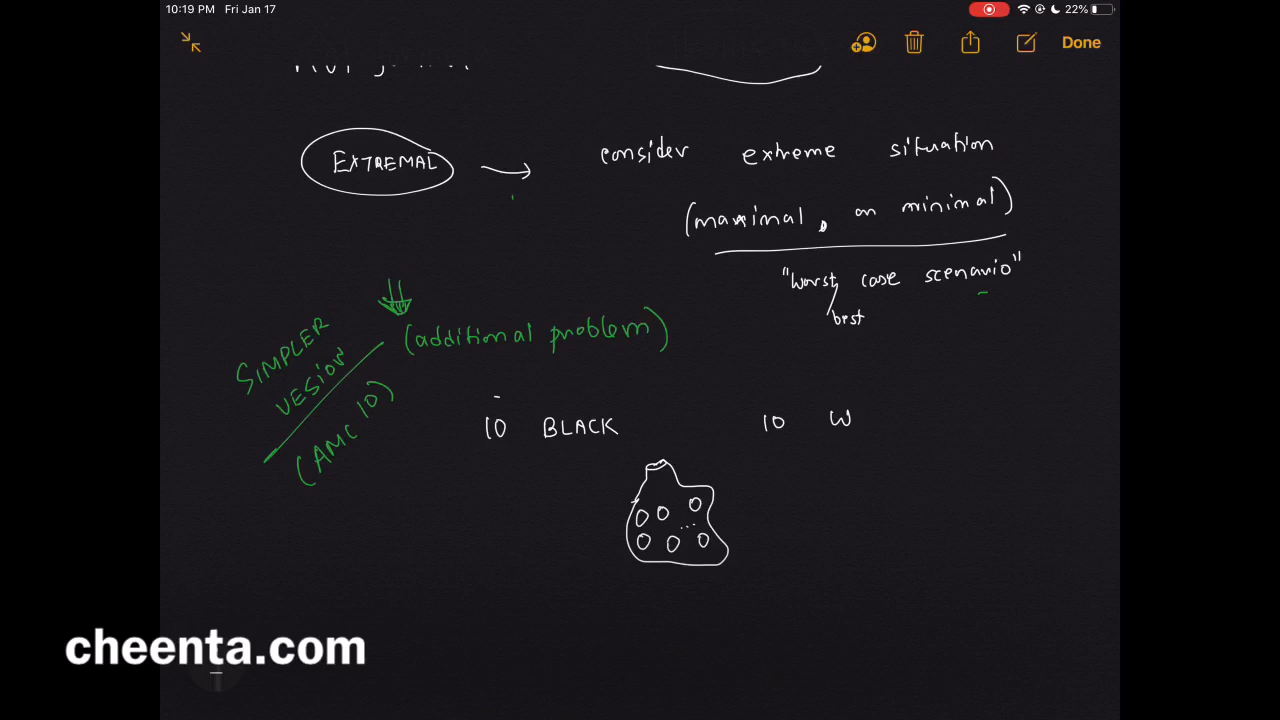 10:19 PM Fri Jan 17
22%
Done
EXTREMAL
consider extreme situation
(maximal, on minimal)
"worst case scenario"
best
SIMPLER
VESION
(AMC 10)
(additional problem)
10 BLACK 10 W
...
cheenta.com